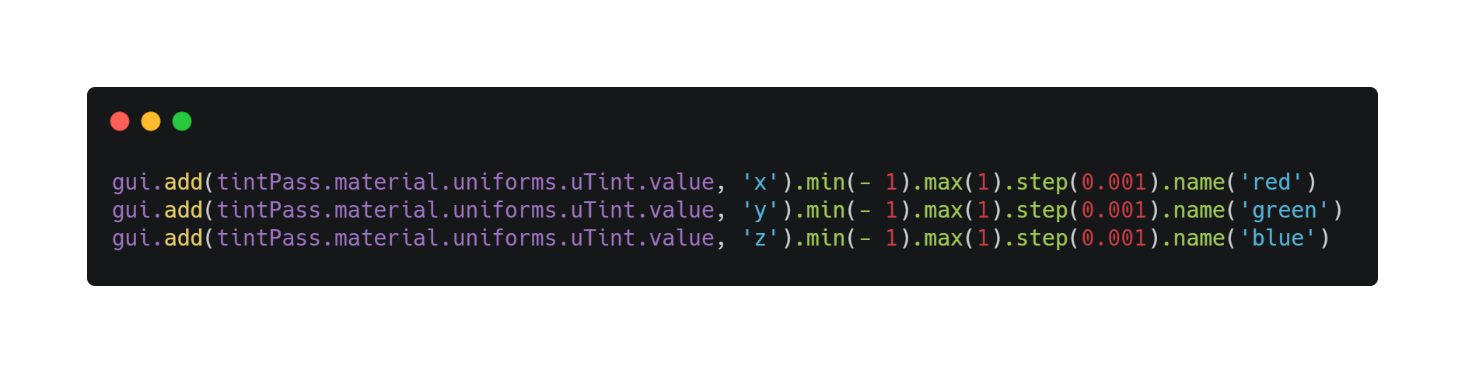 gui.add(tintPass.material.uniforms.uTint.value, 'x').min(- 1).max(1).step(0.001).name('red')
gui.add(tintPass.material.uniforms.uTint.value, 'y').min(- 1).max(1).step(0.001).name('green')
gui.add(tintPass.material.uniforms.uTint.value, 'z').min(- 1).max(1).step(0.001).name('blue')